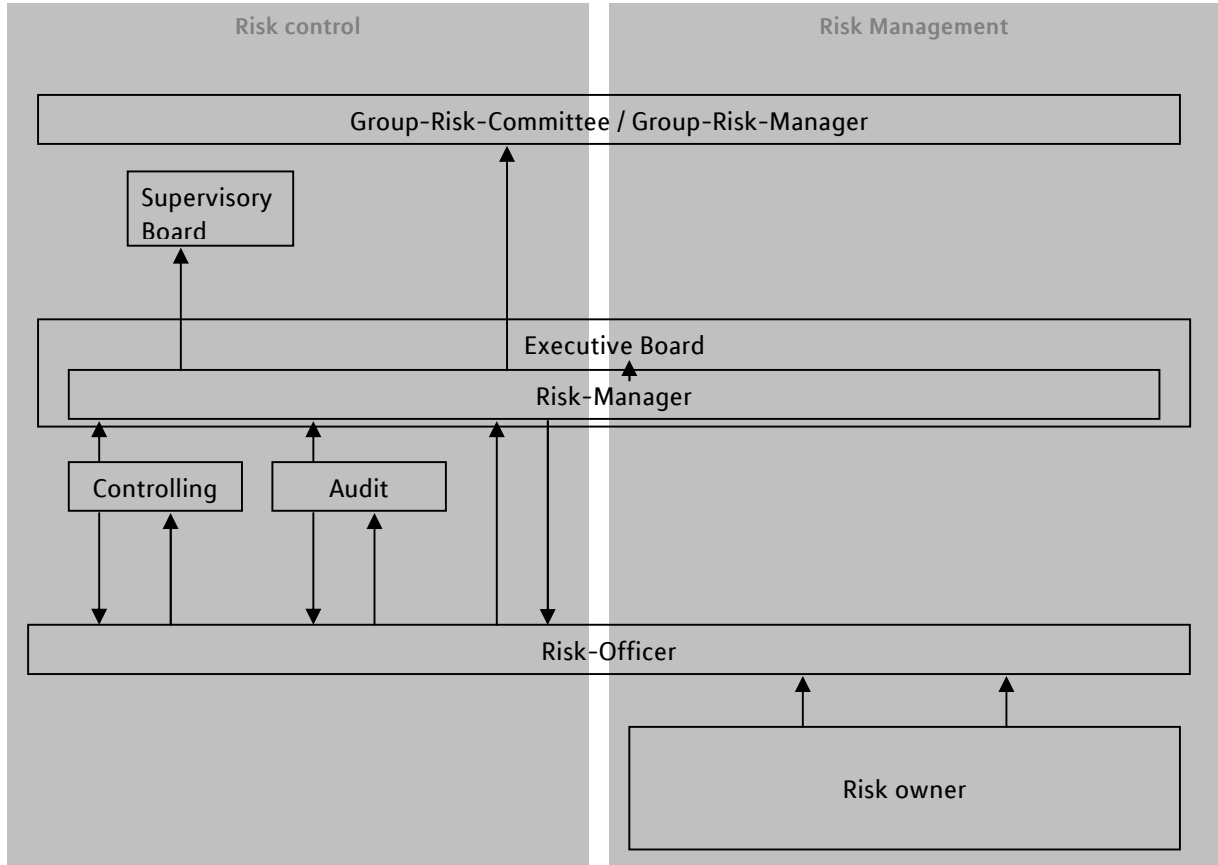 Risk control
Risk Management
Group-Risk-Committee / Group-Risk-Manager
Supervisory
Board
Executive Board
Risk-Manager
Controlling
Audit
Risk-Officer
Risk owner